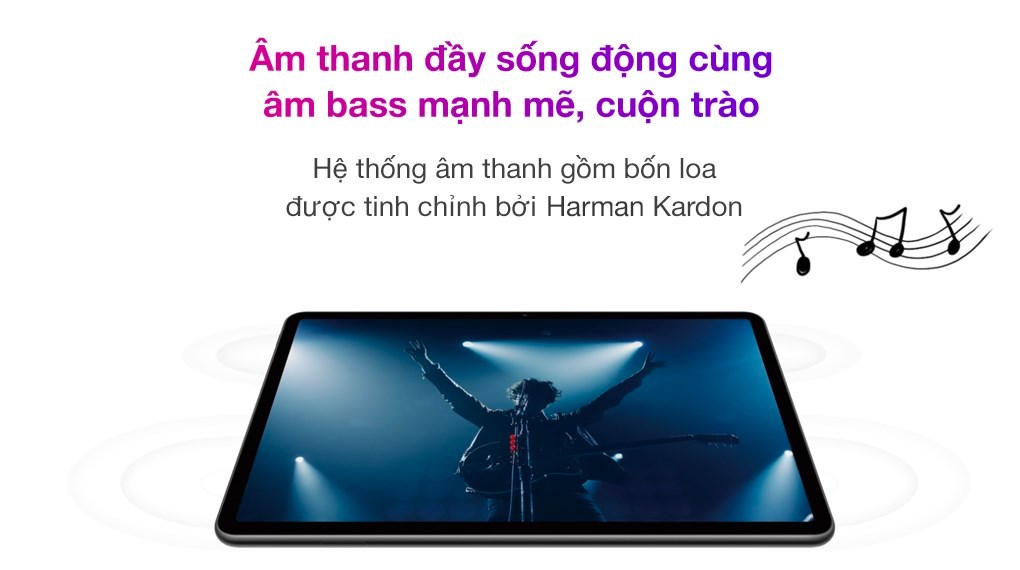 Âm thanh đầy sống động cùng
âm bass mạnh mẽ, cuộn trào
Hệ thống âm thanh gồm bốn loa
được tinh chỉnh bởi Harman Kardon